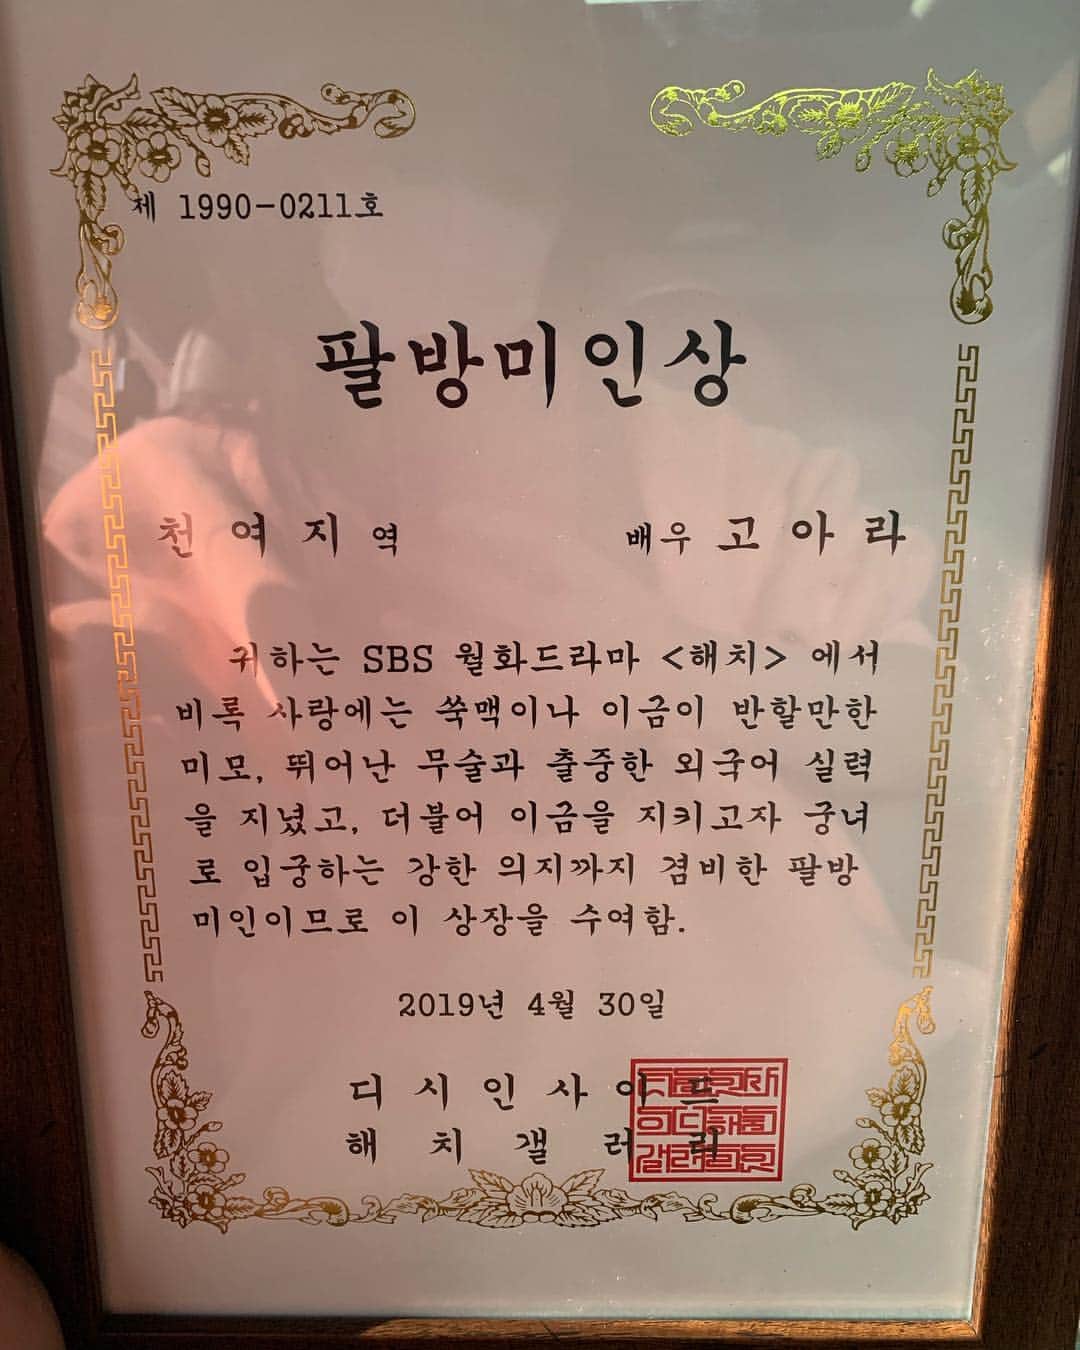 제 1990-0211호
팔방미인상
천여지 역 배우 고아라
귀하는 SBS 월화드라마 <해치> 에서
비록 사랑에는 쑥맥이나 이금이 반할만한
미모, 뛰어난 무술과 출중한 외국어 실력
을 지녔고, 더불어 이금을 지키고자 궁녀
로 입궁하는 강한 의지까지 겸비한 팔방
미인이므로 이 상장을 수여함.
2019년 4월 30일
디시인사이드
해치갤러리